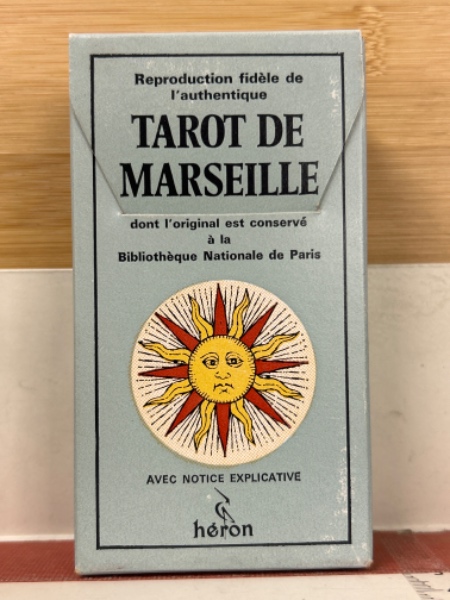 Reproduction fidèle de
l'authentique
TAROT DE
MARSEILLE
dont l'original est conservé
à la
Bibliothèque Nationale de Paris
AVEC NOTICE EXPLICATIVE
héron